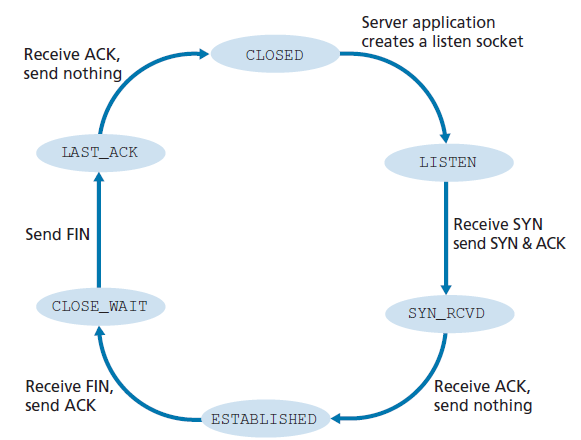 Server application
creates a listen socket
CLOSED
Receive ACK,
send nothing
LAST_ACK
LISTEN
Receive SYN
send SYN & ACK
Send FIN
CLOSE_WAIT
SYN_RCVD
Receive FIN,
send ACK
Receive ACK,
send nothing
ESTABLISHED